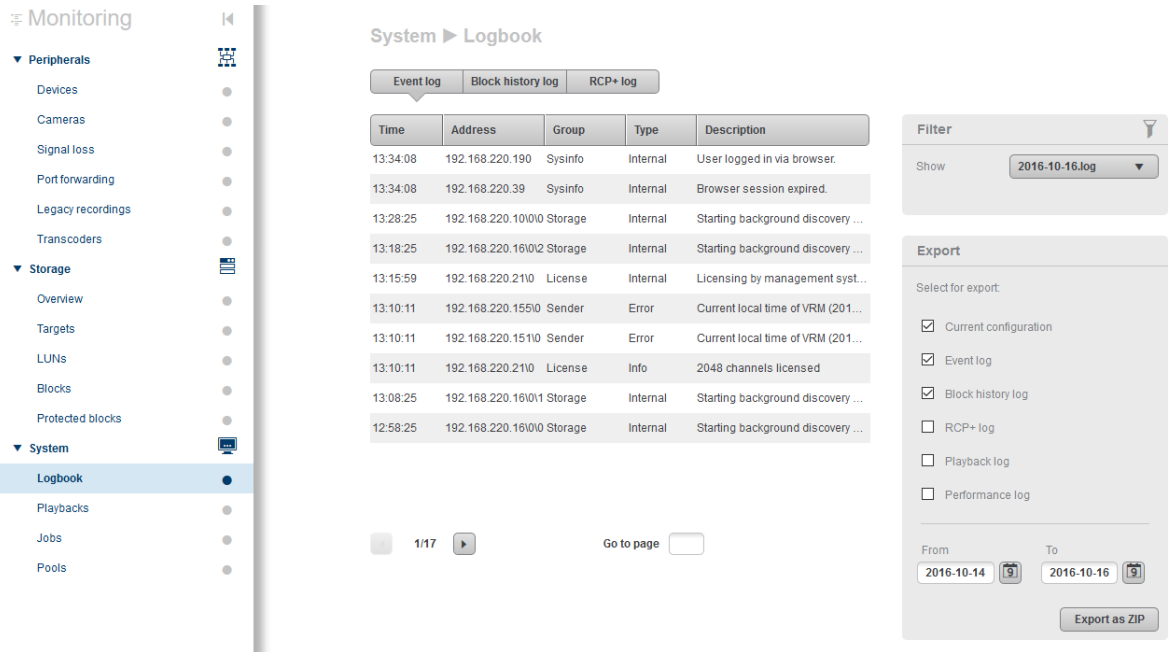 Monitoring
Peripherals
Devices
Cameras
Signal loss
Port forwarding
Legacy recordings
Transcoders
Storage
Overview
Targets
LUNs
Blocks
Protected blocks
System
Logbook
Playbacks
Jobs
Pools
System ▶ Logbook
Event log Block history log RCP+ log
Time Address Group Type Description
13:34:08 192.168.220.190 Sysinfo Internal User logged in via browser.
13:34:08 192.168.220.39 Sysinfo Internal Browser session expired.
13:28:25 192.168.220.10\0\0 Storage Internal Starting background discovery ...
13:18:25 192.168.220.16\0\2 Storage Internal Starting background discovery ...
13:15:59 192.168.220.21\0 License Internal Licensing by management syst...
13:10:11 192.168.220.155\0 Sender Error Current local time of VRM (201...
13:10:11 192.168.220.151\0 Sender Error Current local time of VRM (201...
13:10:11 192.168.220.21\0 License Info 2048 channels licensed
13:08:25 192.168.220.16\0\1 Storage Internal Starting background discovery ...
12:58:25 192.168.220.16\0\0 Storage Internal Starting background discovery ...
1/17 Go to page
Filter
Show 2016-10-16.log
Export
Select for export:
Current configuration
Event log
Block history log
RCP+ log
Playback log
Performance log
From To
2016-10-14 9 2016-10-16 9
Export as ZIP